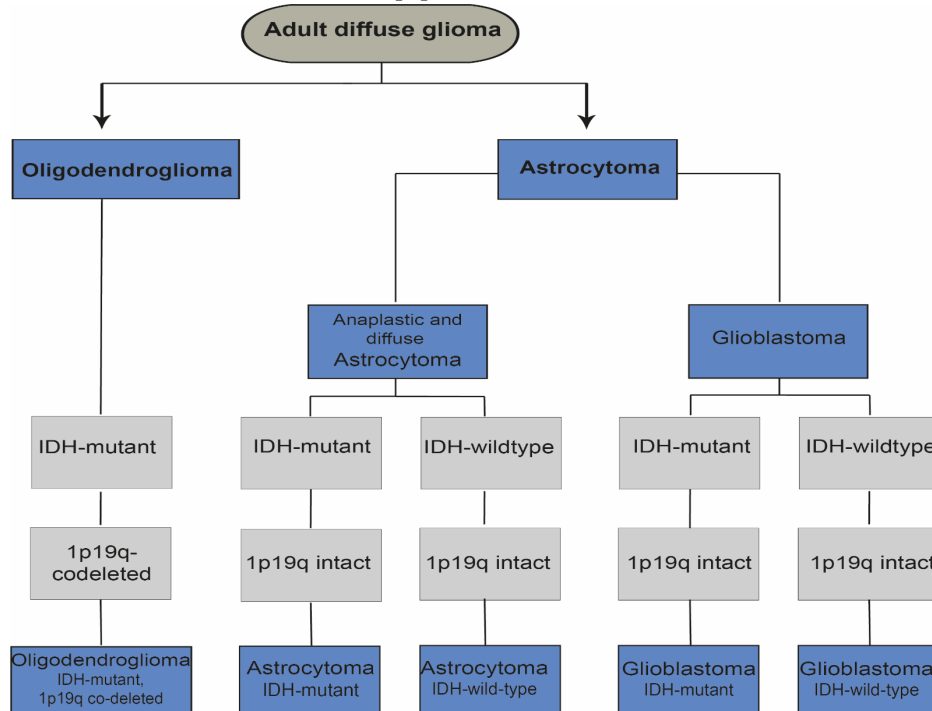 Adult diffuse glioma
Oligodendroglioma
Astrocytoma
Anaplastic and
diffuse
Astrocytoma
Glioblastoma
IDH-mutant
IDH-mutant
IDH-wildtype
IDH-mutant
IDH-wildtype
1p19q-
codeleted
1p19q intact
1p19q intact
1p19q intact
1p19q intact
Oligodendroglioma
IDH-mutant,
1p19q co-deleted
Astrocytoma
IDH-mutant
Astrocytoma
IDH-wild-type
Glioblastoma
IDH-mutant
Glioblastoma
IDH-wild-type